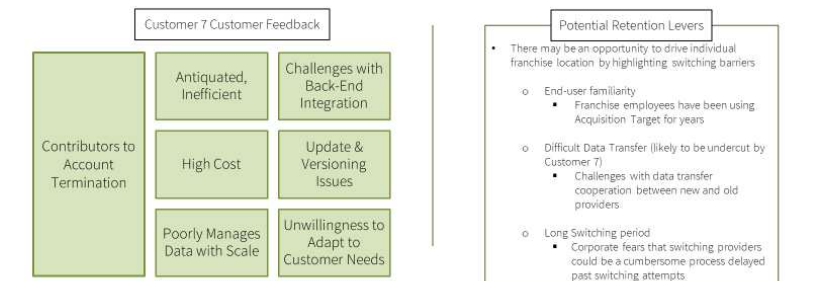 Customer 7 Customer Feedback
Contributors to
Account
Termination
Antiquated,
Inefficient
Challenges with
Back-End
Integration
High Cost
Update &
Versioning
Issues
Poorly Manages
Data with Scale
Unwillingness to
Adapt to
Customer Needs
Potential Retention Levers
• There may be an opportunity to drive individual
franchise location by highlighting switching barriers
o End-user familiarity
▪ Franchise employees have been using
Acquisition Target for years
o Difficult Data Transfer (likely to be undercut by
Customer 7)
▪ Challenges with data transfer
cooperation between new and old
providers
o Long Switching period
▪ Corporate fears that switching providers
could be a cumbersome process delayed
past switching attempts